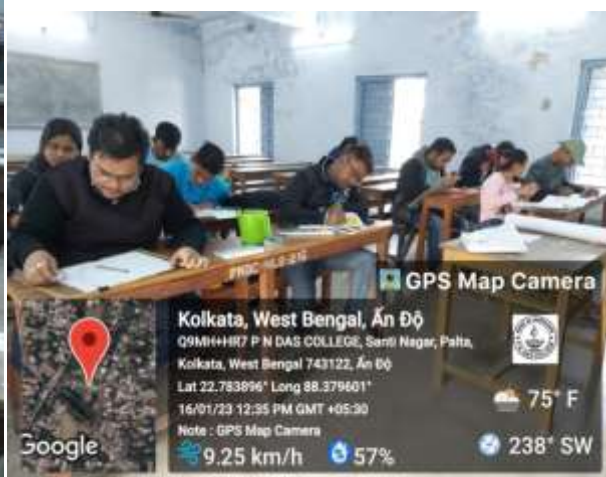 GPS Map Camera
Kolkata, West Bengal, Ấn Độ
Q9MH+HR7 P N DAS COLLEGE, Santi Nagar, Palta,
Kolkata, West Bengal 743122, Ấn Độ
Lat 22.783896° Long 88.379601°
16/01/23 12:35 PM GMT +05:30
Note : GPS Map Camera
9.25 km/h
57%
75° F
238° SW
Google